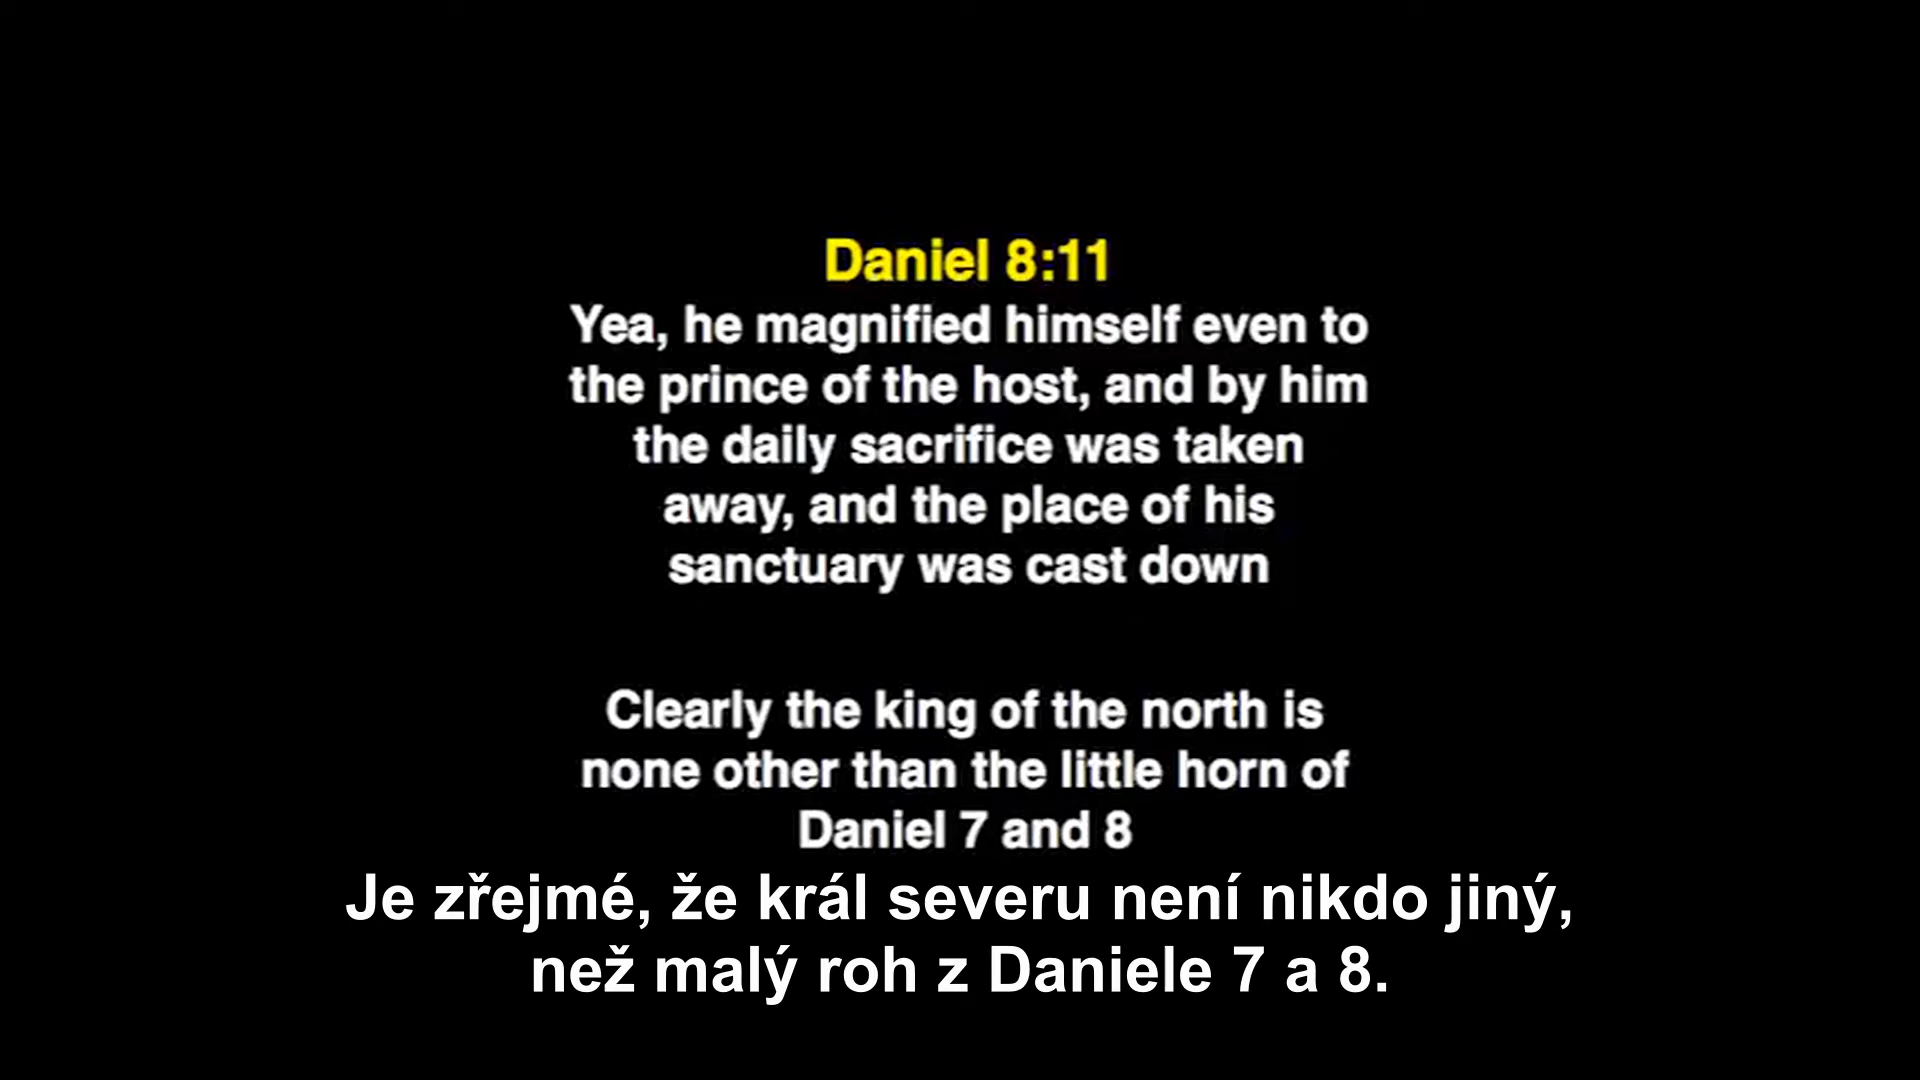 Daniel 8:11
Yea, he magnified himself even to
the prince of the host, and by him
the daily sacrifice was taken
away, and the place of his
sanctuary was cast down
Clearly the king of the north is
none other than the little horn of
Daniel 7 and 8
Je zřejmé, že král severu není nikdo jiný,
než malý roh z Daniele 7 a 8.